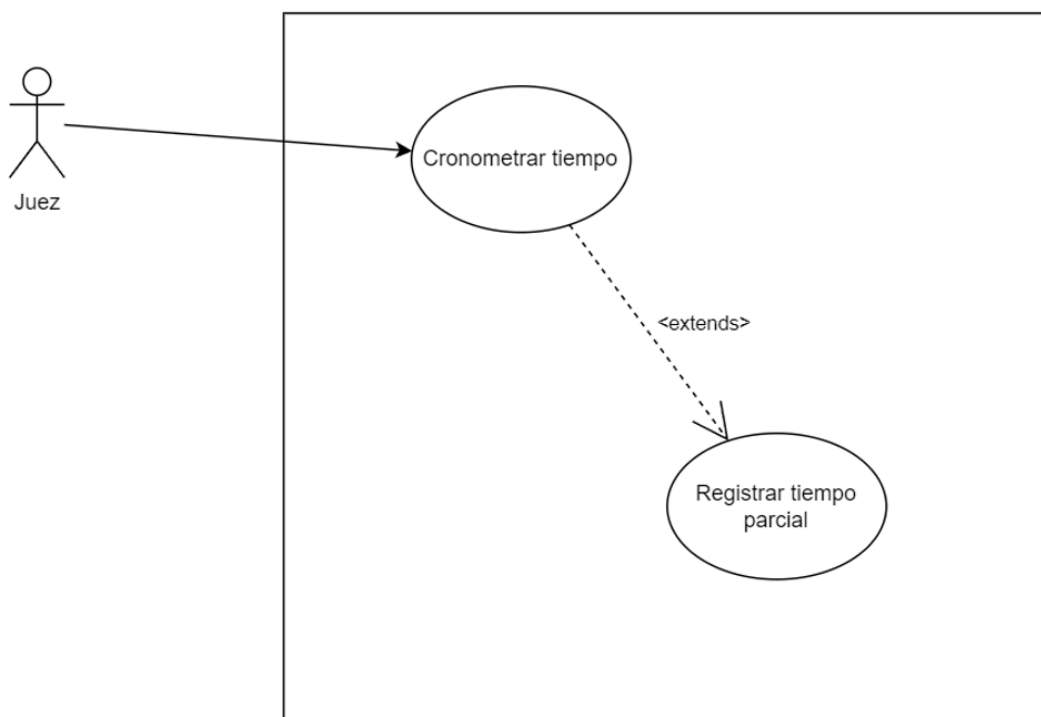 Cronometrar tiempo
Juez
<extends>
Registrar tiempo
parcial